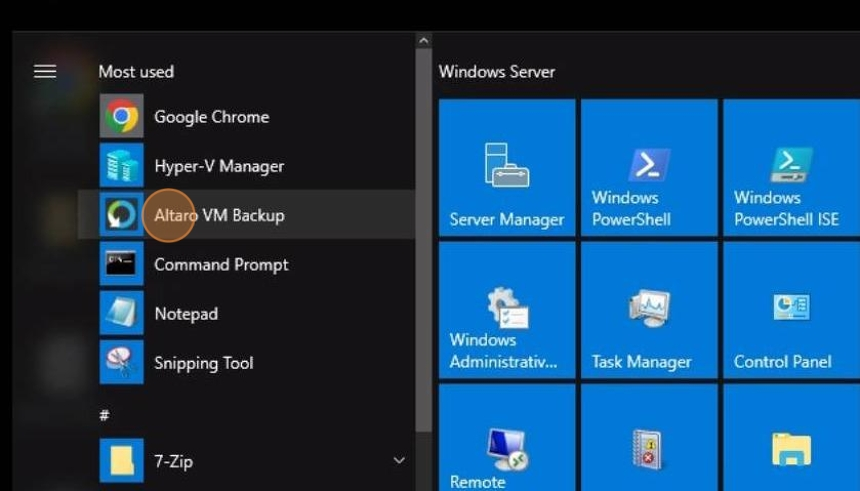 Most used
Google Chrome
Hyper-V Manager
Altaro VM Backup
Command Prompt
Notepad
Snipping Tool
#
7-Zip
Windows Server
Server Manager
Windows
PowerShell
Windows
PowerShell ISE
Windows
Administrativ...
Task Manager
Control Panel
Remote